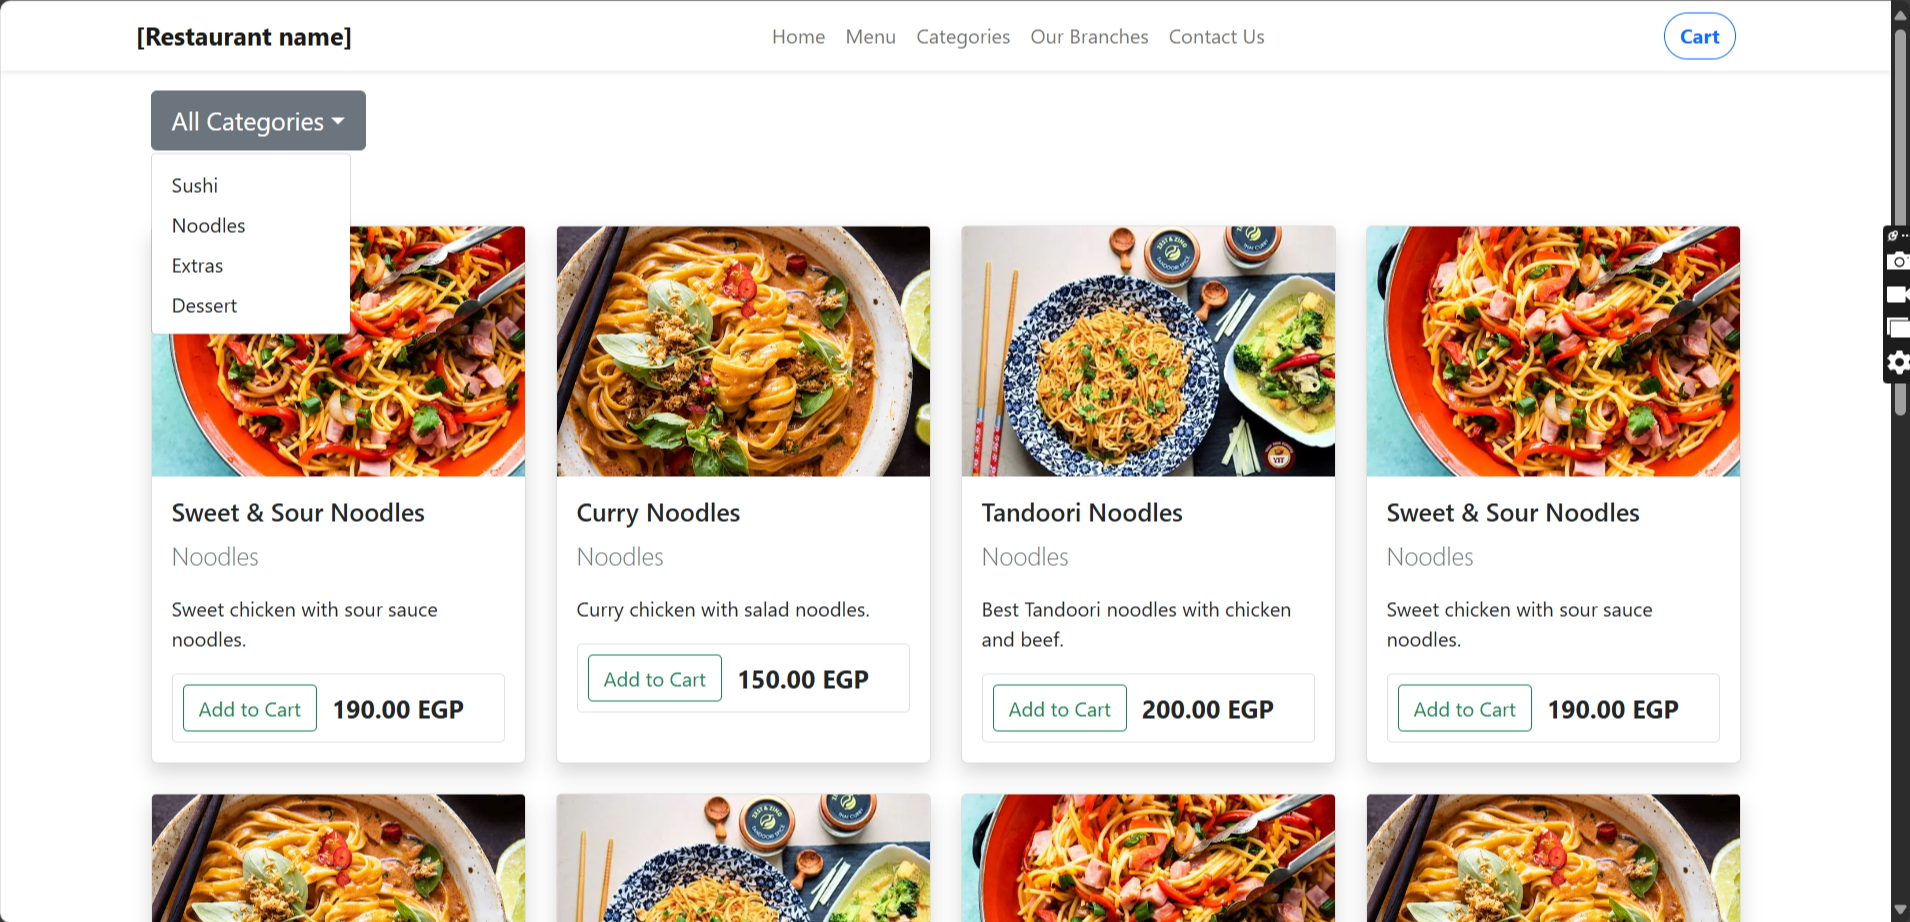 [Restaurant name]
Home Menu Categories Our Branches Contact Us
Cart
All Categories
Sushi
Noodles
Extras
Dessert
Sweet & Sour Noodles
Noodles
Sweet chicken with sour sauce
noodles.
Add to Cart 190.00 EGP
Curry Noodles
Noodles
Curry chicken with salad noodles.
Add to Cart 150.00 EGP
Tandoori Noodles
Noodles
Best Tandoori noodles with chicken
and beef.
Add to Cart 200.00 EGP
Sweet & Sour Noodles
Noodles
Sweet chicken with sour sauce
noodles.
Add to Cart 190.00 EGP